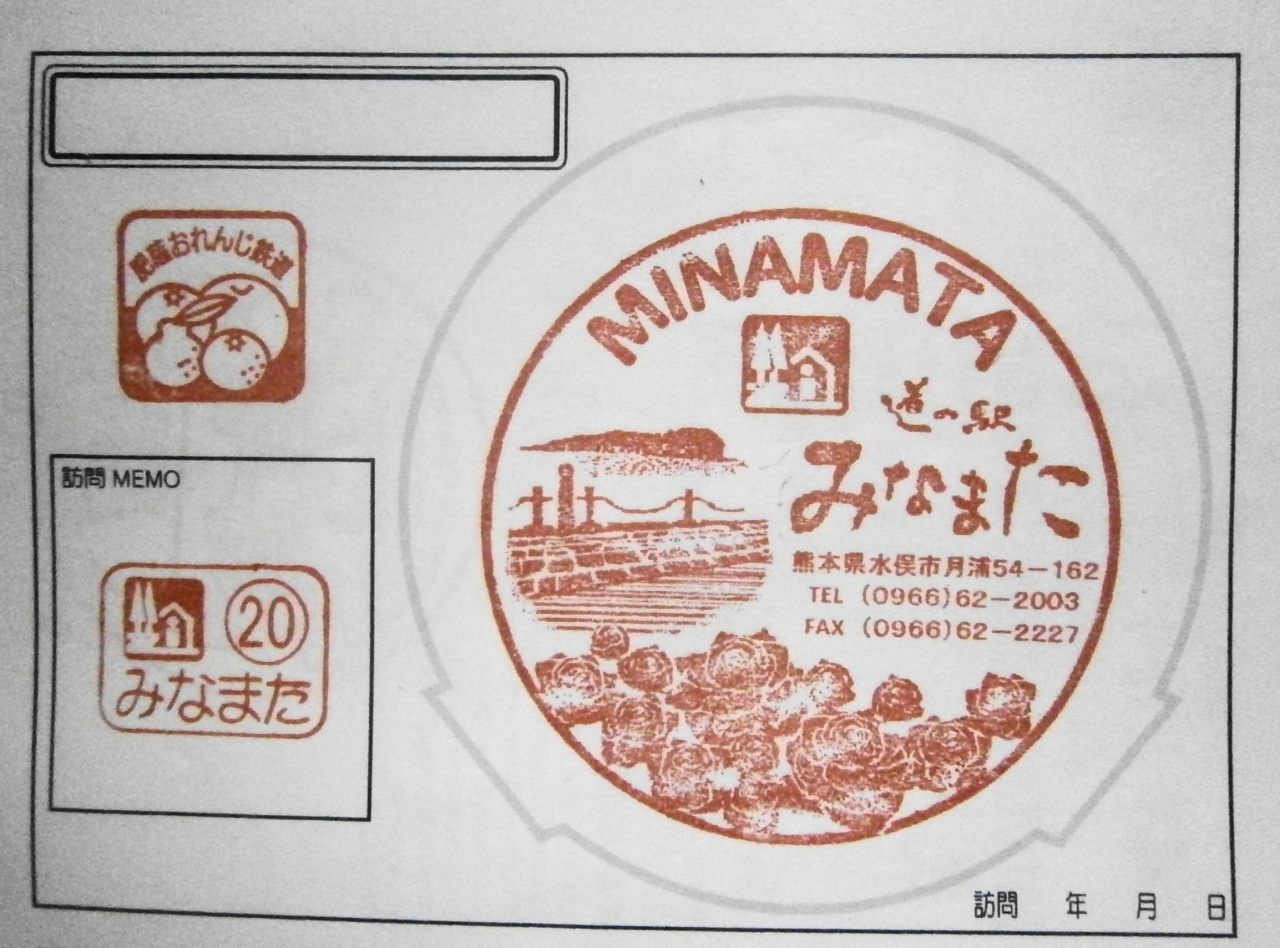 肥薩おれんじ鉄道
訪問 MEMO
20
みなまた
MINAMATA
道の駅
みなまた
熊本県水俣市月浦54-162
TEL (0966)62-2003
FAX (0966)62-2227
訪問 年 月 日